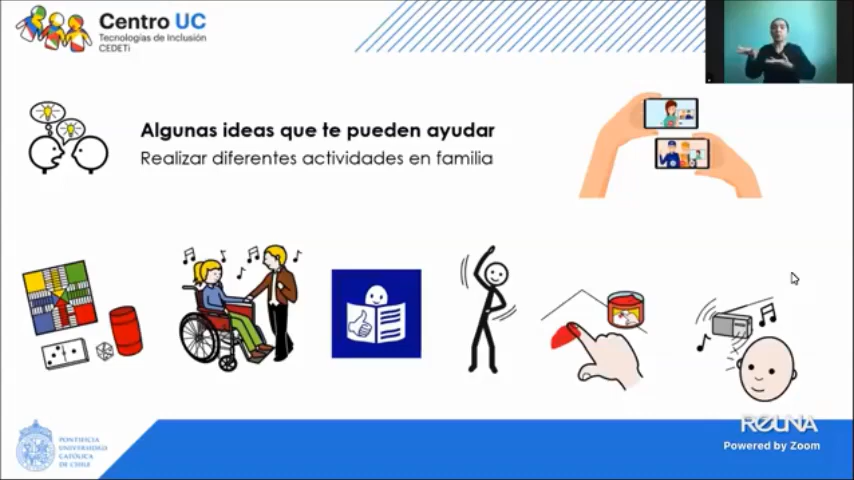 Centro UC
Tecnologías de Inclusión
CEDETi
Algunas ideas que te pueden ayudar
Realizar diferentes actividades en familia
PONTIFICIA
UNIVERSIDAD
CATÓLICA
DE CHILE
REUNA
Powered by Zoom